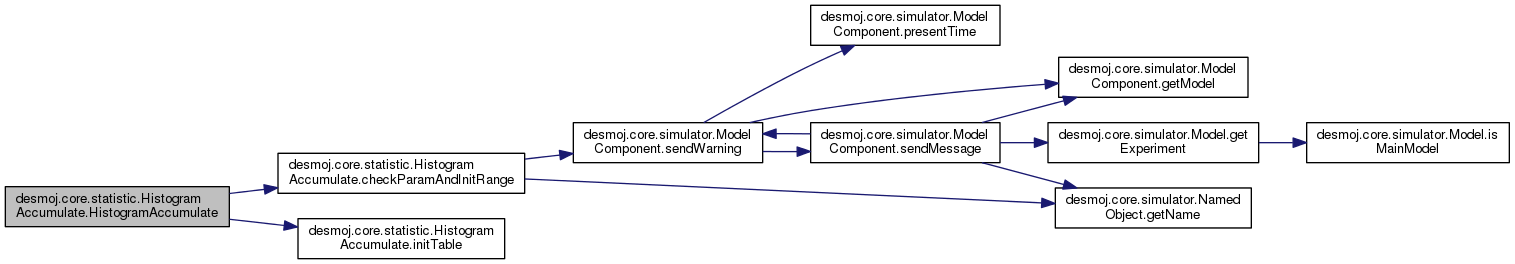 desmoj.core.simulator.Model
Component.presentTime
desmoj.core.simulator.Model
Component.getModel
desmoj.core.simulator.Model
Component.sendWarning
desmoj.core.simulator.Model
Component.sendMessage
desmoj.core.simulator.Model.get
Experiment
desmoj.core.simulator.Model.is
MainModel
desmoj.core.statistic.Histogram
Accumulate.checkParamAndInitRange
desmoj.core.statistic.Histogram
Accumulate.HistogramAccumulate
desmoj.core.simulator.Named
Object.getName
desmoj.core.statistic.Histogram
Accumulate.initTable